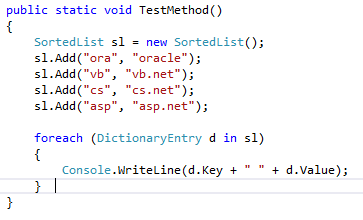 public static void TestMethod()
{
    SortedList sl = new SortedList();
    sl.Add("ora", "oracle");
    sl.Add("vb", "vb.net");
    sl.Add("cs", "cs.net");
    sl.Add("asp", "asp.net");

    foreach (DictionaryEntry d in sl)
    {
        Console.WriteLine(d.Key + " " + d.Value);
    }
}